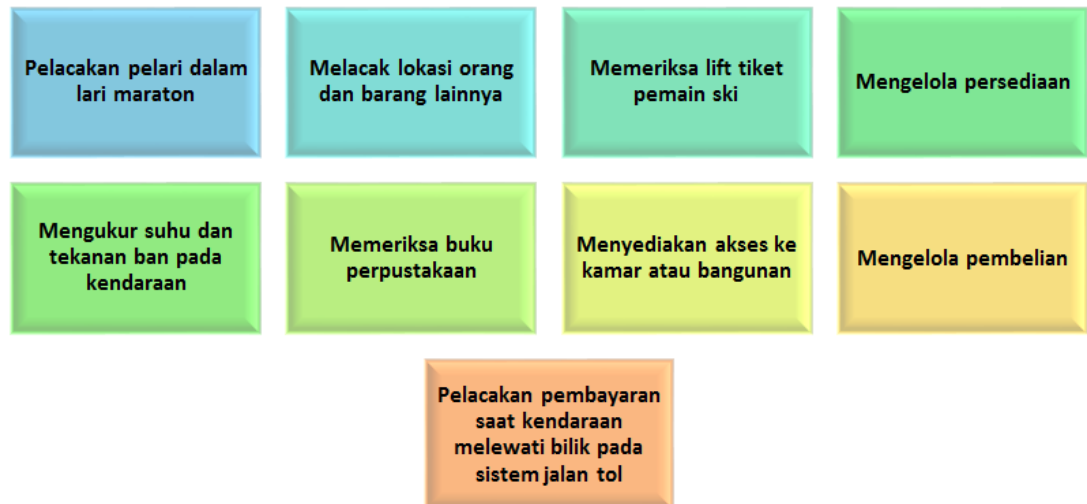 Pelacakan pelari dalam
lari maraton
Melacak lokasi orang
dan barang lainnya
Memeriksa lift tiket
pemain ski
Mengelola persediaan
Mengukur suhu dan
tekanan ban pada
kendaraan
Memeriksa buku
perpustakaan
Menyediakan akses ke
kamar atau bangunan
Mengelola pembelian
Pelacakan pembayaran
saat kendaraan
melewati bilik pada
sistem jalan tol